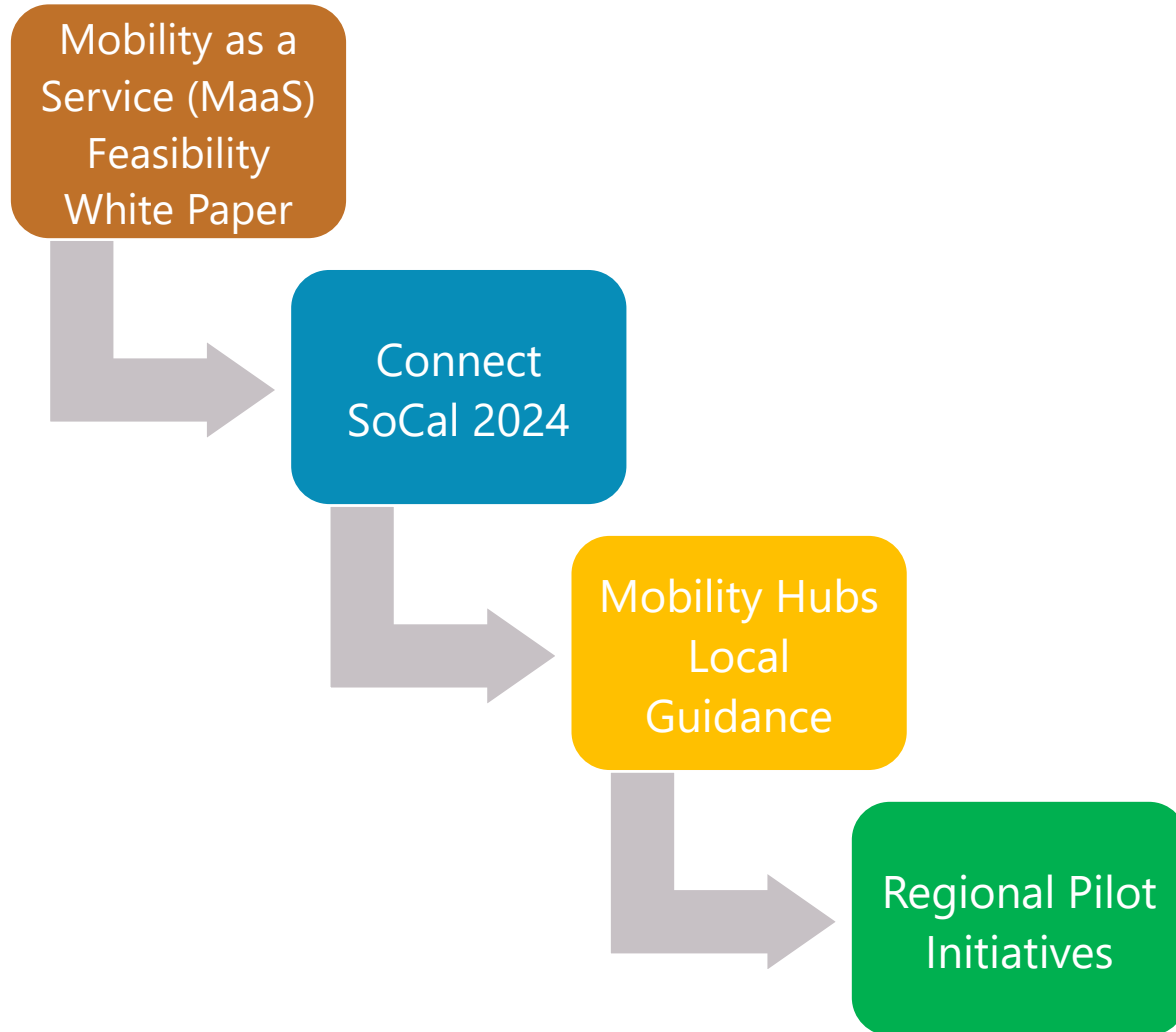 Mobility as a
Service (MaaS)
Feasibility
White Paper
Connect
SoCal 2024
Mobility Hubs
Local
Guidance
Regional Pilot
Initiatives